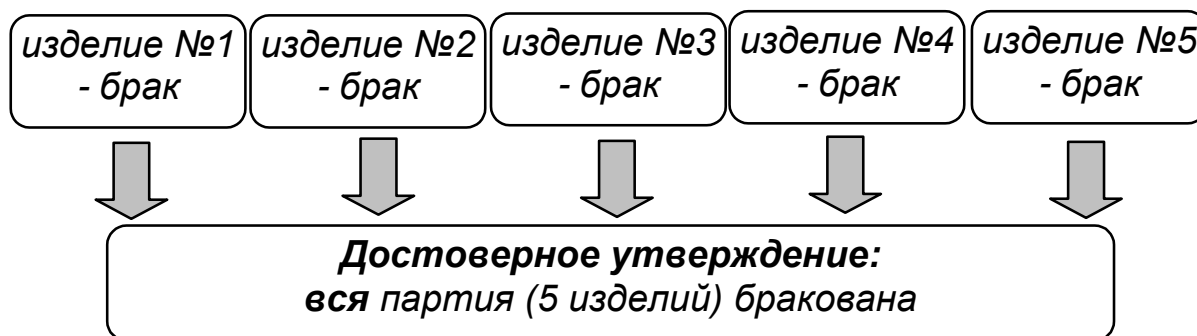 изделие №1
- брак
изделие №2
- брак
изделие №3
- брак
изделие №4
- брак
изделие №5
- брак
Достоверное утверждение:
вся партия (5 изделий) бракована